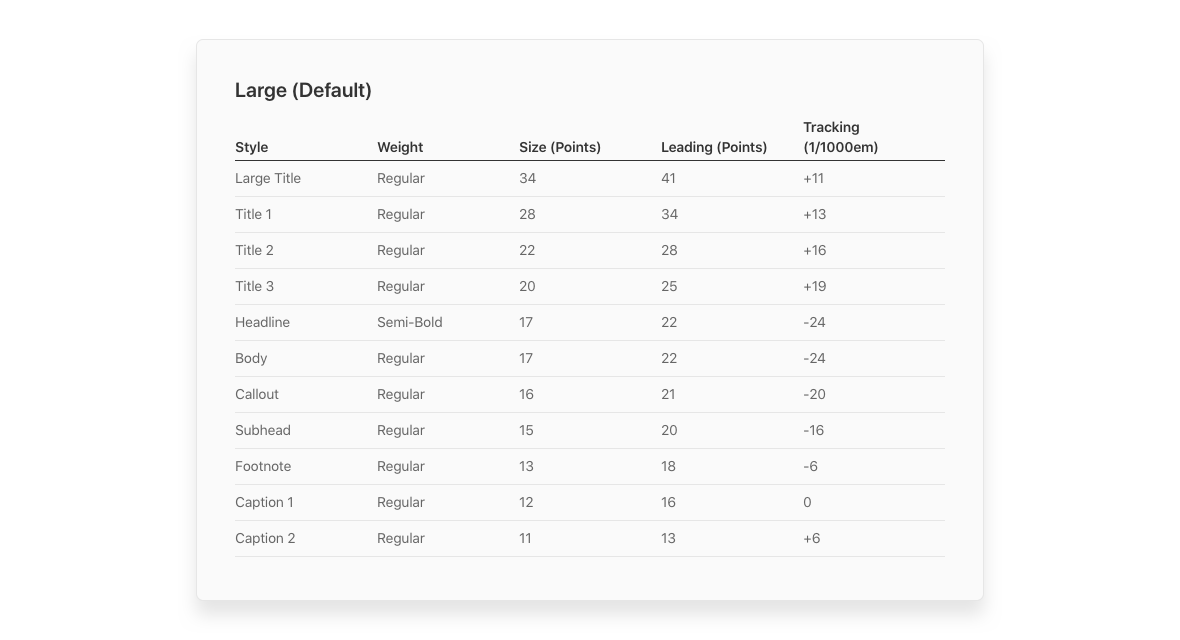 Large (Default)
Style Weight Size (Points) Leading (Points) Tracking (1/1000em)
Large Title Regular 34 41 +11
Title 1 Regular 28 34 +13
Title 2 Regular 22 28 +16
Title 3 Regular 20 25 +19
Headline Semi-Bold 17 22 -24
Body Regular 17 22 -24
Callout Regular 16 21 -20
Subhead Regular 15 20 -16
Footnote Regular 13 18 -6
Caption 1 Regular 12 16 0
Caption 2 Regular 11 13 +6